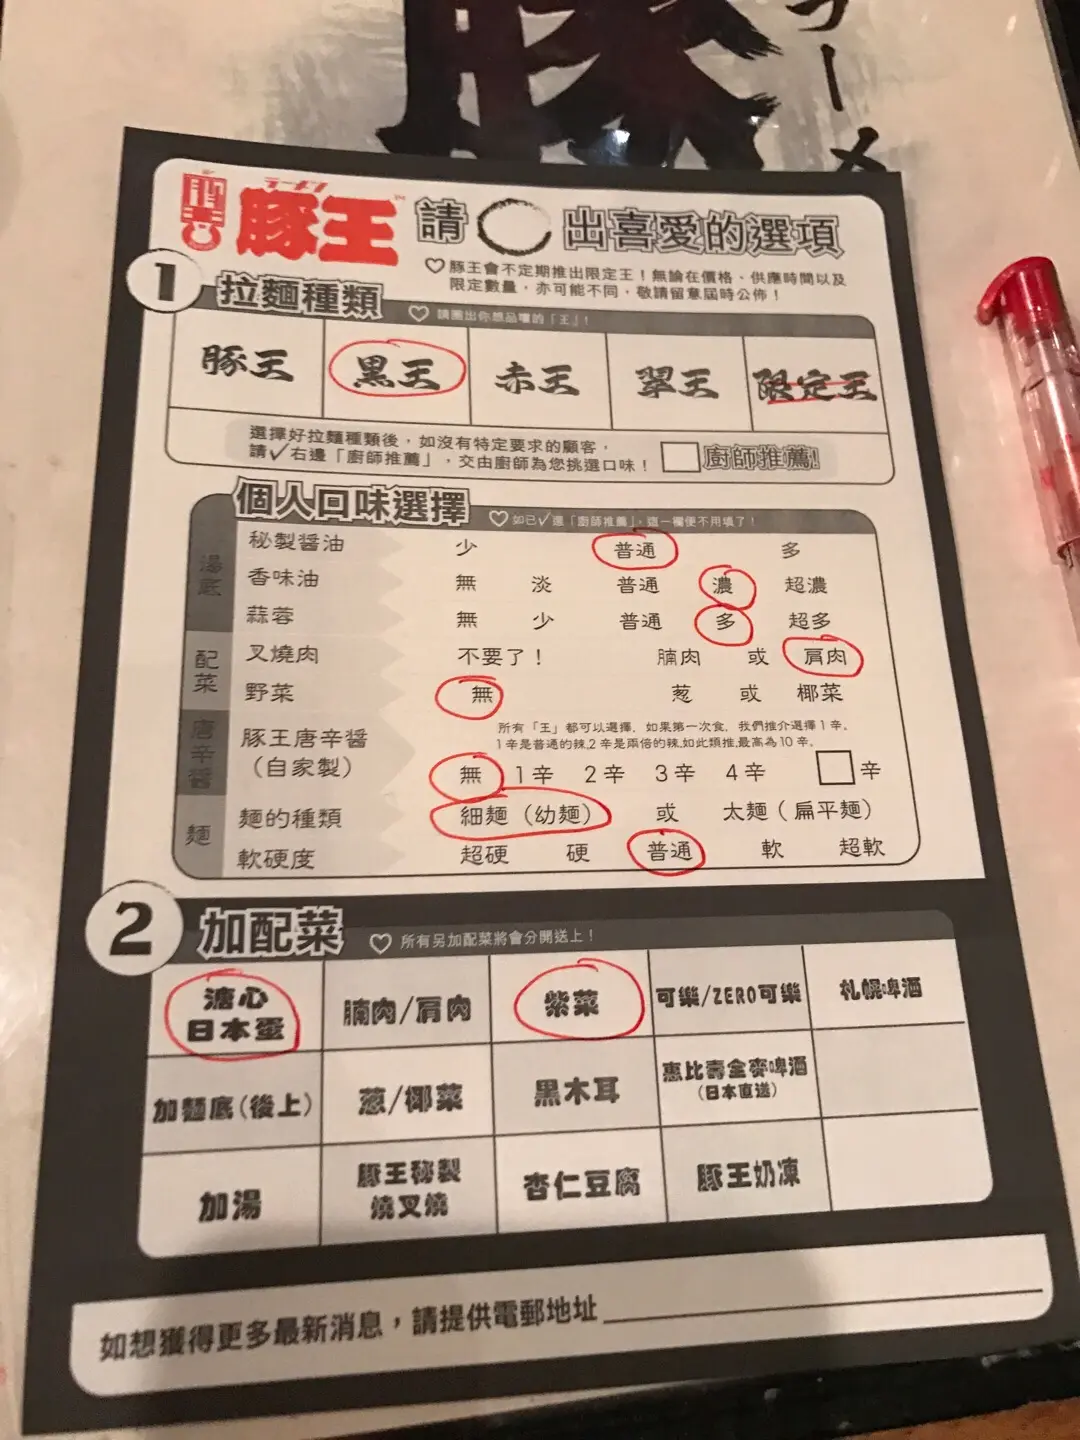 ラーメン
豚王
請 出喜愛的選項
♡豚王會不定期推出限定王！無論在價格、供應時間以及
限定數量，亦可能不同，敬請留意屆時公佈！
1 拉麵種類 ♡ 請圈出你想品嚐的「王」！
豚王 黒王 赤王 翠王 限定王
選擇好拉麵種類後，如沒有特定要求的顧客，
請✓右邊「廚師推薦」，交由廚師為您挑選口味！ 廚師推薦!
個人口味選擇 ♡ 如已✓選「廚師推薦」，這一欄便不用填了！
湯底
秘製醬油 少 普通 多
香味油 無 淡 普通 濃 超濃
蒜蓉 無 少 普通 多 超多
配菜
叉燒肉 不要了！ 腩肉 或 肩肉
野菜 無 葱 或 椰菜
唐辛醬
所有「王」都可以選擇，如果第一次食，我們推介選擇1辛。
豚王唐辛醬 1辛是普通的辣,2辛是兩倍的辣,如此類推,最高為10辛。
（自家製） 無 1辛 2辛 3辛 4辛 辛
麵
麵的種類 細麵（幼麵） 或 太麵（扁平麵）
軟硬度 超硬 硬 普通 軟 超軟
2 加配菜 ♡ 所有另加配菜將會分開送上！
溏心
日本蛋 腩肉/肩肉 紫菜 可樂/ZERO可樂 札幌啤酒
加麵底(後上) 葱/椰菜 黒木耳 惠比壽全麥啤酒
(日本直送)
加湯 豚王秘製
燒叉燒 杏仁豆腐 豚王奶凍
如想獲得更多最新消息，請提供電郵地址